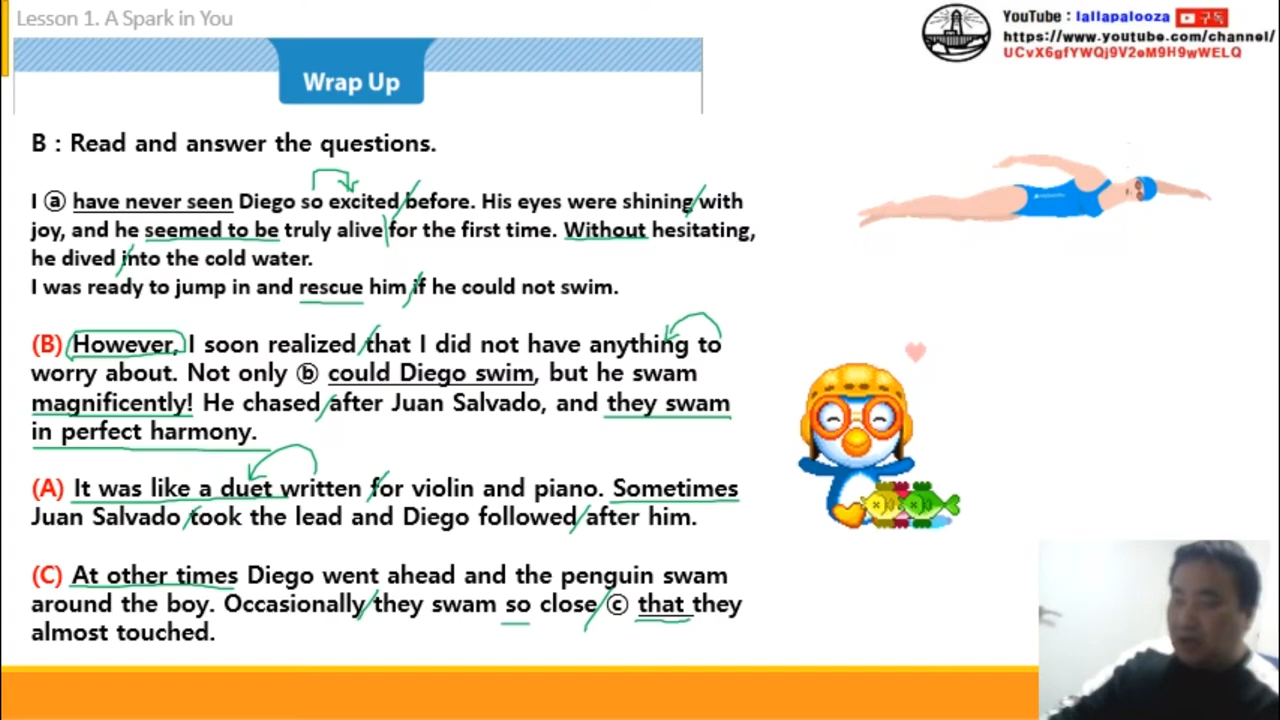 Lesson 1. A Spark in You
YouTube : lallapalooza 구독
https://www.youtube.com/channel/
UCvX6gfYWQj9V2eM9H9wWELQ
Wrap Up
B : Read and answer the questions.
I ⓐ have never seen Diego so excited before. His eyes were shining with
joy, and he seemed to be truly alive for the first time. Without hesitating,
he dived into the cold water.
I was ready to jump in and rescue him if he could not swim.
(B) However, I soon realized that I did not have anything to
worry about. Not only ⓑ could Diego swim, but he swam
magnificently! He chased after Juan Salvado, and they swam
in perfect harmony.
(A) It was like a duet written for violin and piano. Sometimes
Juan Salvado took the lead and Diego followed after him.
(C) At other times Diego went ahead and the penguin swam
around the boy. Occasionally they swam so close ⓒ that they
almost touched.